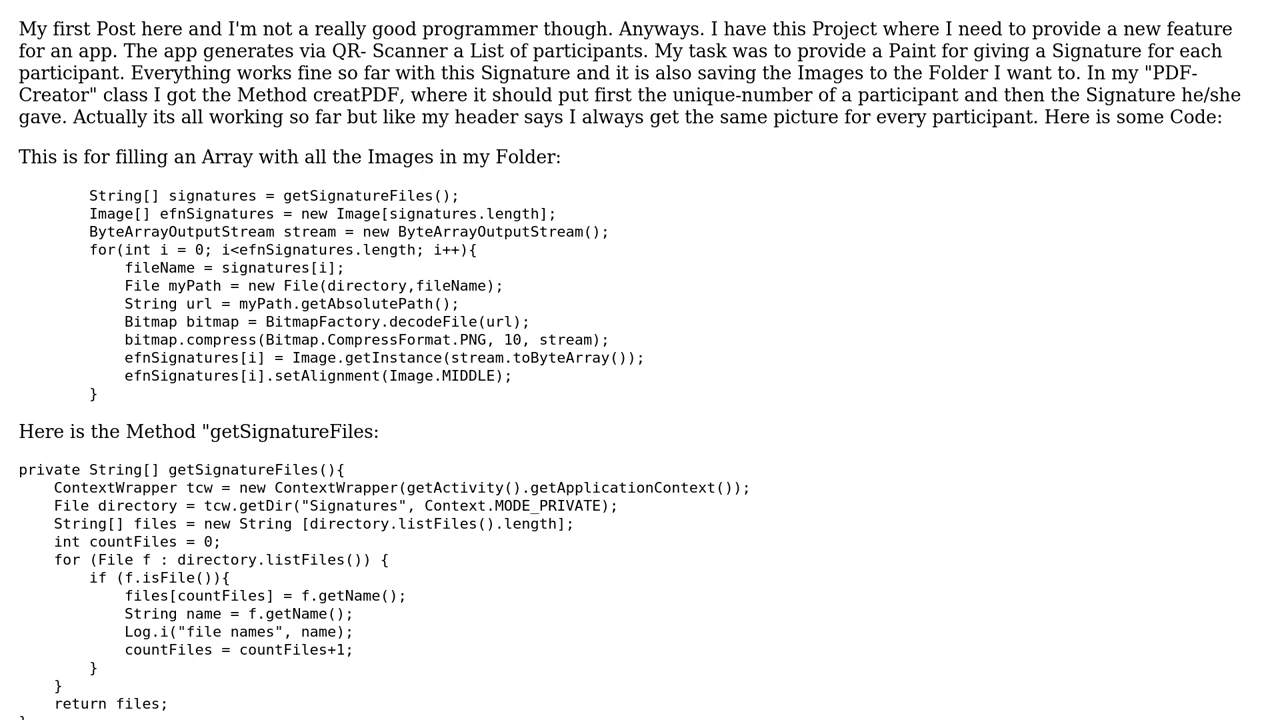 My first Post here and I'm not a really good programmer though. Anyways. I have this Project where I need to provide a new feature
for an app. The app generates via QR- Scanner a List of participants. My task was to provide a Paint for giving a Signature for each
participant. Everything works fine so far with this Signature and it is also saving the Images to the Folder I want to. In my "PDF-
Creator" class I got the Method creatPDF, where it should put first the unique-number of a participant and then the Signature he/she
gave. Actually its all working so far but like my header says I always get the same picture for every participant. Here is some Code:
This is for filling an Array with all the Images in my Folder:
        String[] signatures = getSignatureFiles();
        Image[] efnSignatures = new Image[signatures.length];
        ByteArrayOutputStream stream = new ByteArrayOutputStream();
        for(int i = 0; i<efnSignatures.length; i++){
            fileName = signatures[i];
            File myPath = new File(directory,fileName);
            String url = myPath.getAbsolutePath();
            Bitmap bitmap = BitmapFactory.decodeFile(url);
            bitmap.compress(Bitmap.CompressFormat.PNG, 10, stream);
            efnSignatures[i] = Image.getInstance(stream.toByteArray());
            efnSignatures[i].setAlignment(Image.MIDDLE);
        }
Here is the Method "getSignatureFiles:
private String[] getSignatureFiles(){
    ContextWrapper tcw = new ContextWrapper(getActivity().getApplicationContext());
    File directory = tcw.getDir("Signatures", Context.MODE_PRIVATE);
    String[] files = new String [directory.listFiles().length];
    int countFiles = 0;
    for (File f : directory.listFiles()) {
        if (f.isFile()){
            files[countFiles] = f.getName();
            String name = f.getName();
            Log.i("file names", name);
            countFiles = countFiles+1;
        }
    }
    return files;
}